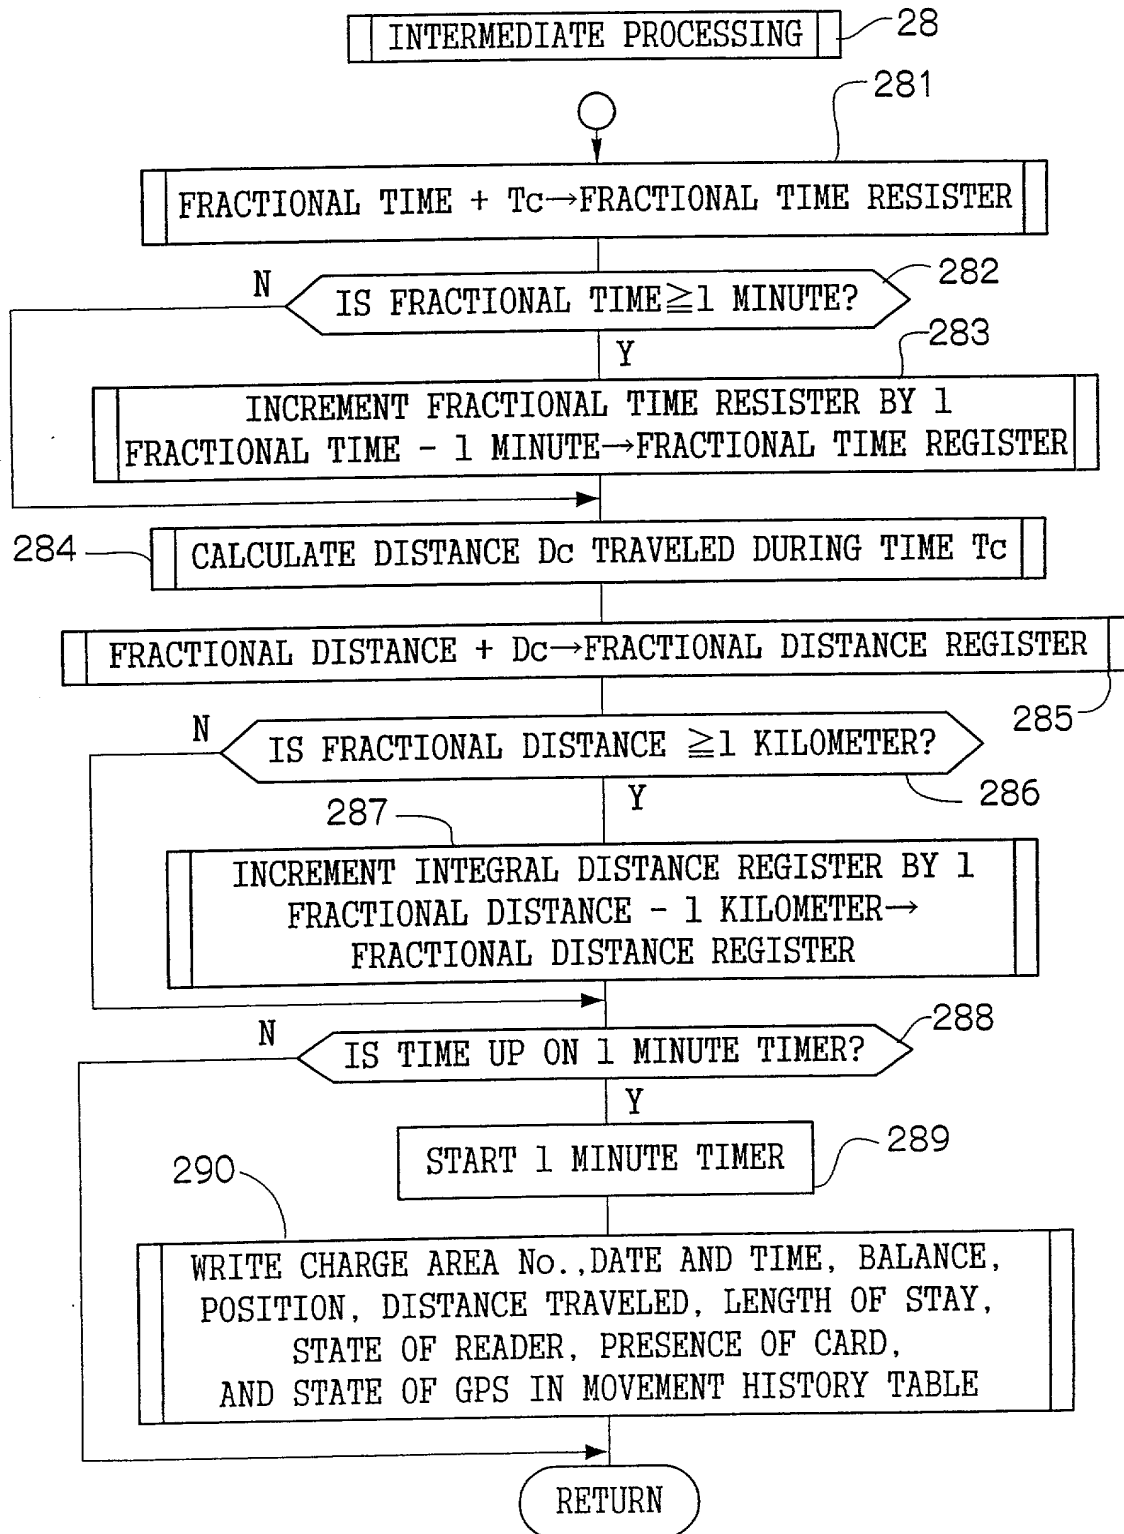 INTERMEDIATE PROCESSING
28
281
FRACTIONAL TIME + Tc→FRACTIONAL TIME RESISTER
N
IS FRACTIONAL TIME≧1 MINUTE?
282
Y
283
INCREMENT FRACTIONAL TIME RESISTER BY 1
FRACTIONAL TIME - 1 MINUTE→FRACTIONAL TIME REGISTER
284
CALCULATE DISTANCE Dc TRAVELED DURING TIME Tc
FRACTIONAL DISTANCE + Dc→FRACTIONAL DISTANCE REGISTER
285
N
IS FRACTIONAL DISTANCE ≧1 KILOMETER?
286
Y
287
INCREMENT INTEGRAL DISTANCE REGISTER BY 1
FRACTIONAL DISTANCE - 1 KILOMETER→
FRACTIONAL DISTANCE REGISTER
N
IS TIME UP ON 1 MINUTE TIMER?
288
Y
START 1 MINUTE TIMER
289
290
WRITE CHARGE AREA No.,DATE AND TIME, BALANCE,
POSITION, DISTANCE TRAVELED, LENGTH OF STAY,
STATE OF READER, PRESENCE OF CARD,
AND STATE OF GPS IN MOVEMENT HISTORY TABLE
RETURN